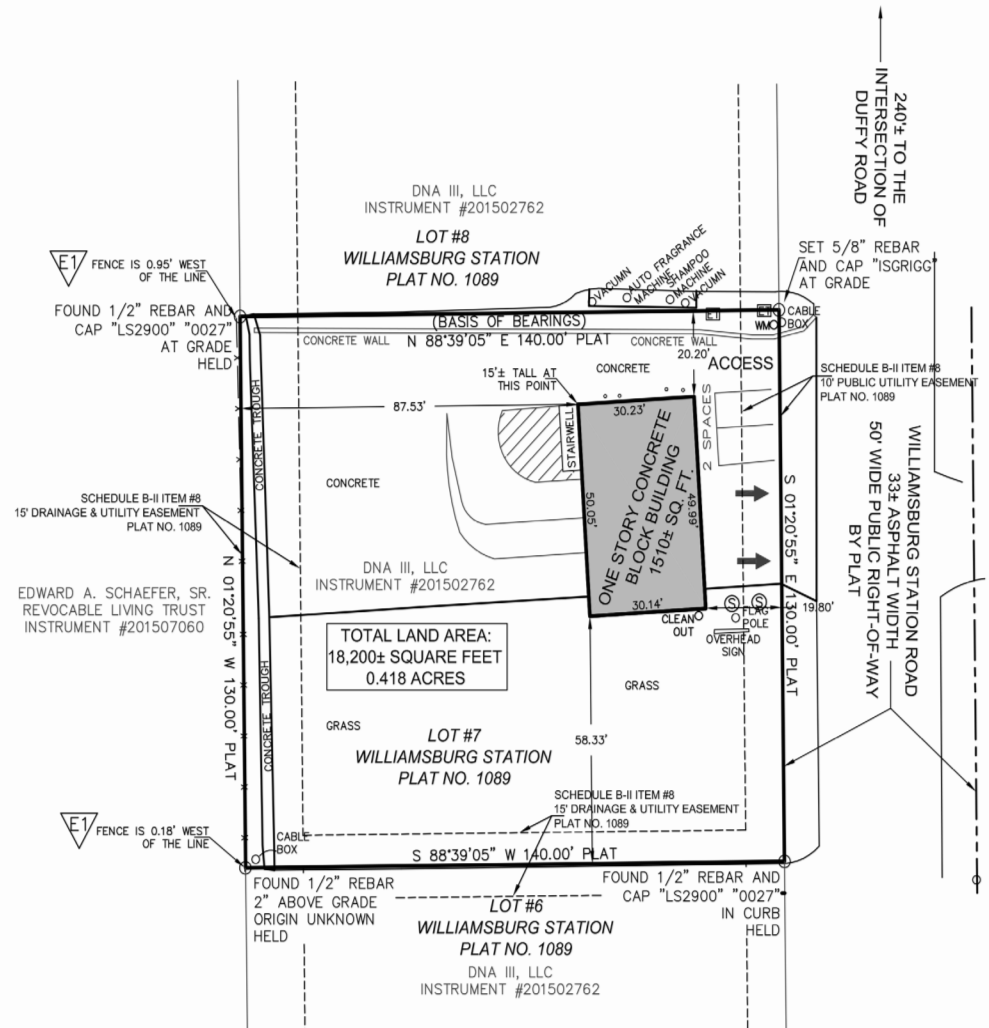 240'± TO THE
INTERSECTION OF
DUFFY ROAD
DNA III, LLC
INSTRUMENT #201502762
LOT #8
WILLIAMSBURG STATION
PLAT NO. 1089
E1
FENCE IS 0.95' WEST
OF THE LINE
VACUMN
AUTO FRAGRANCE
MACHINE
SHAMPOO
MACHINE
VACUMN
SET 5/8" REBAR
AND CAP "ISGRIGG"
AT GRADE
FOUND 1/2" REBAR AND
CAP "LS2900" "0027"
AT GRADE
HELD
E1
E1
WM
CABLE
BOX
(BASIS OF BEARINGS)
CONCRETE WALL
N 88°39'05" E 140.00' PLAT
CONCRETE WALL
20.20'
ACCESS
CONCRETE
15'± TALL AT
THIS POINT
SCHEDULE B-II ITEM #8
10' PUBLIC UTILITY EASEMENT
PLAT NO. 1089
87.53'
30.23'
2 SPACES
STAIRWELL
CONCRETE TROUGH
CONCRETE
SCHEDULE B-II ITEM #8
15' DRAINAGE & UTILITY EASEMENT
PLAT NO. 1089
50.05'
ONE STORY CONCRETE
BLOCK BUILDING
1510± SQ. FT.
49.99'
S 01°20'55" E 130.00' PLAT
WILLIAMSBURG STATION ROAD
33± ASPHALT WIDTH
50' WIDE PUBLIC RIGHT-OF-WAY
BY PLAT
N 01°20'55" W 130.00' PLAT
DNA III, LLC
INSTRUMENT #201502762
EDWARD A. SCHAEFER, SR.
REVOCABLE LIVING TRUST
INSTRUMENT #201507060
30.14'
S
S
19.80'
CLEAN
OUT
FLAG
POLE
OVERHEAD
SIGN
TOTAL LAND AREA:
18,200± SQUARE FEET
0.418 ACRES
CONCRETE TROUGH
GRASS
GRASS
LOT #7
WILLIAMSBURG STATION
PLAT NO. 1089
58.33'
SCHEDULE B-II ITEM #8
15' DRAINAGE & UTILITY EASEMENT
PLAT NO. 1089
E1
FENCE IS 0.18' WEST
OF THE LINE
CABLE
BOX
S 88°39'05" W 140.00' PLAT
FOUND 1/2" REBAR
2" ABOVE GRADE
ORIGIN UNKNOWN
HELD
FOUND 1/2" REBAR AND
CAP "LS2900" "0027"
IN CURB
HELD
LOT #6
WILLIAMSBURG STATION
PLAT NO. 1089
DNA III, LLC
INSTRUMENT #201502762